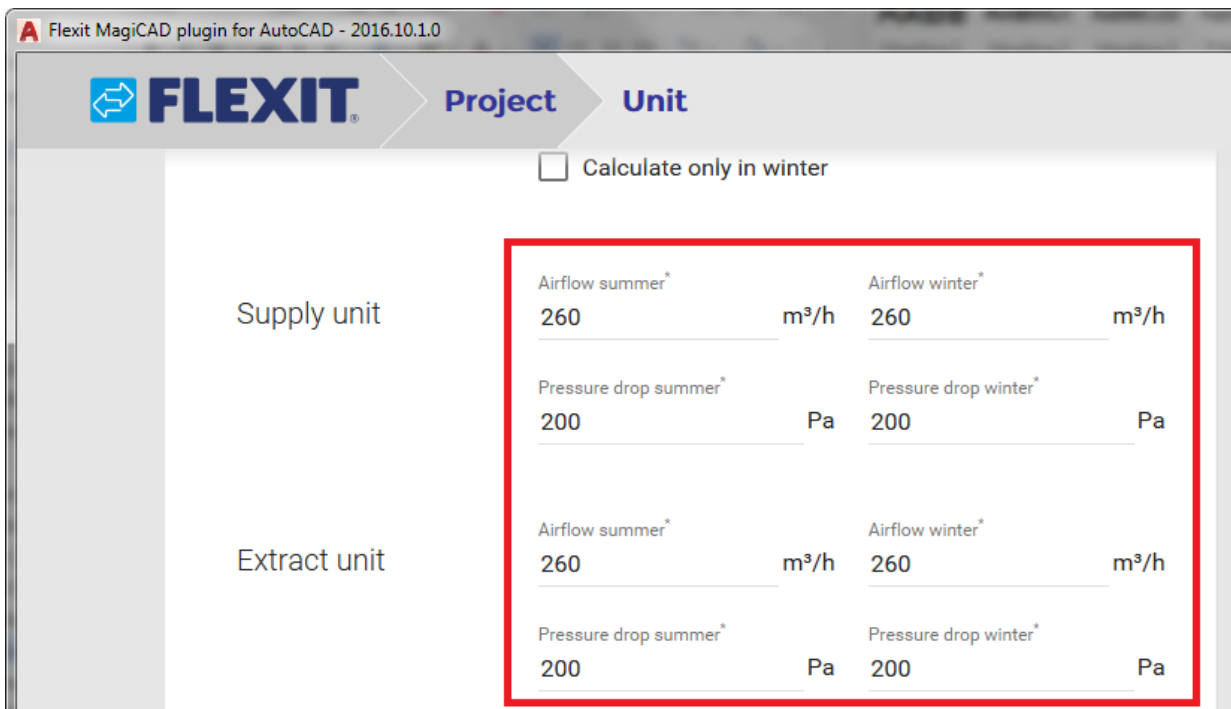 Flexit MagiCAD plugin for AutoCAD - 2016.10.1.0
FLEXIT® Project Unit
Calculate only in winter
Supply unit
Airflow summer* Airflow winter*
260 m³/h 260 m³/h
Pressure drop summer* Pressure drop winter*
200 Pa 200 Pa
Extract unit
Airflow summer* Airflow winter*
260 m³/h 260 m³/h
Pressure drop summer* Pressure drop winter*
200 Pa 200 Pa